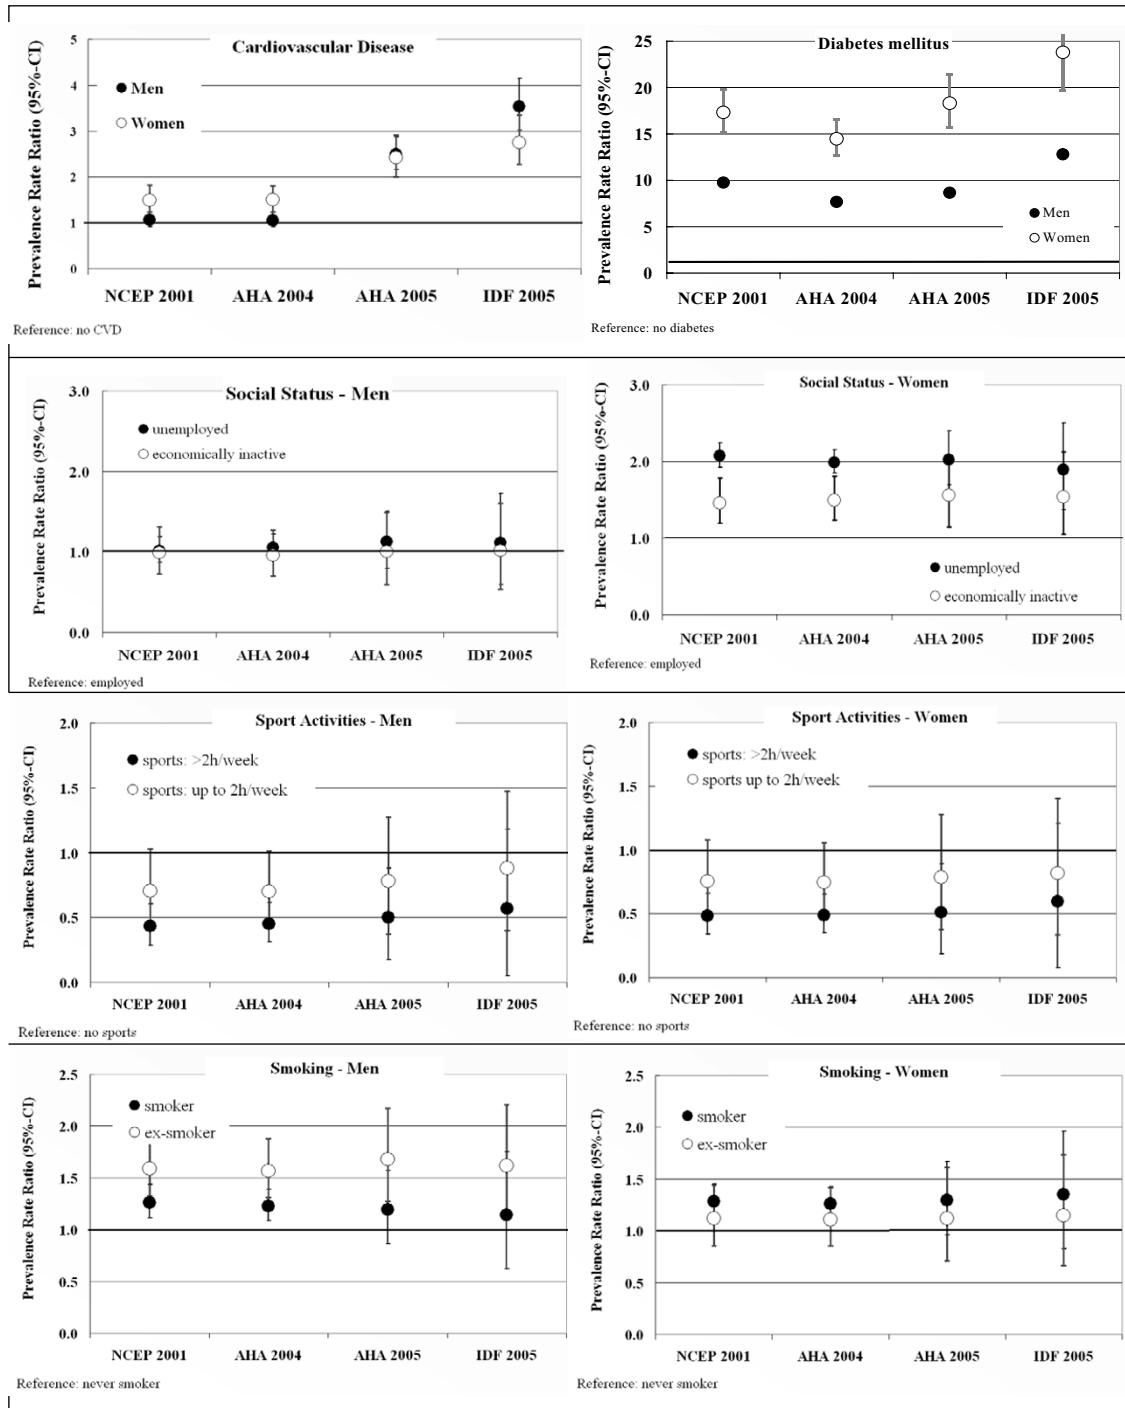 Cardiovascular Disease
Prevalence Rate Ratio (95%-CI)
5
4
3
2
1
0
Men
Women
NCEP 2001 AHA 2004 AHA 2005 IDF 2005
Reference: no CVD
Diabetes mellitus
Prevalence Rate Ratio (95%-CI)
25
20
15
10
5
0
Men
Women
NCEP 2001 AHA 2004 AHA 2005 IDF 2005
Reference: no diabetes
Social Status - Men
Prevalence Rate Ratio (95%-CI)
3.0
2.0
1.0
0.0
unemployed
economically inactive
NCEP 2001 AHA 2004 AHA 2005 IDF 2005
Reference: employed
Social Status - Women
Prevalence Rate Ratio (95%-CI)
3.0
2.0
1.0
0.0
unemployed
economically inactive
NCEP 2001 AHA 2004 AHA 2005 IDF 2005
Reference: employed
Sport Activities - Men
Prevalence Rate Ratio (95%-CI)
2.0
1.5
1.0
0.5
0.0
sports: >2h/week
sports: up to 2h/week
NCEP 2001 AHA 2004 AHA 2005 IDF 2005
Reference: no sports
Sport Activities - Women
Prevalence Rate Ratio (95%-CI)
2.0
1.5
1.0
0.5
0.0
sports: >2h/week
sports up to 2h/week
NCEP 2001 AHA 2004 AHA 2005 IDF 2005
Reference: no sports
Smoking - Men
Prevalence Rate Ratio (95%-CI)
2.5
2.0
1.5
1.0
0.5
0.0
smoker
ex-smoker
NCEP 2001 AHA 2004 AHA 2005 IDF 2005
Reference: never smoker
Smoking - Women
Prevalence Rate Ratio (95%-CI)
2.5
2.0
1.5
1.0
0.5
0.0
smoker
ex-smoker
NCEP 2001 AHA 2004 AHA 2005 IDF 2005
Reference: never smoker